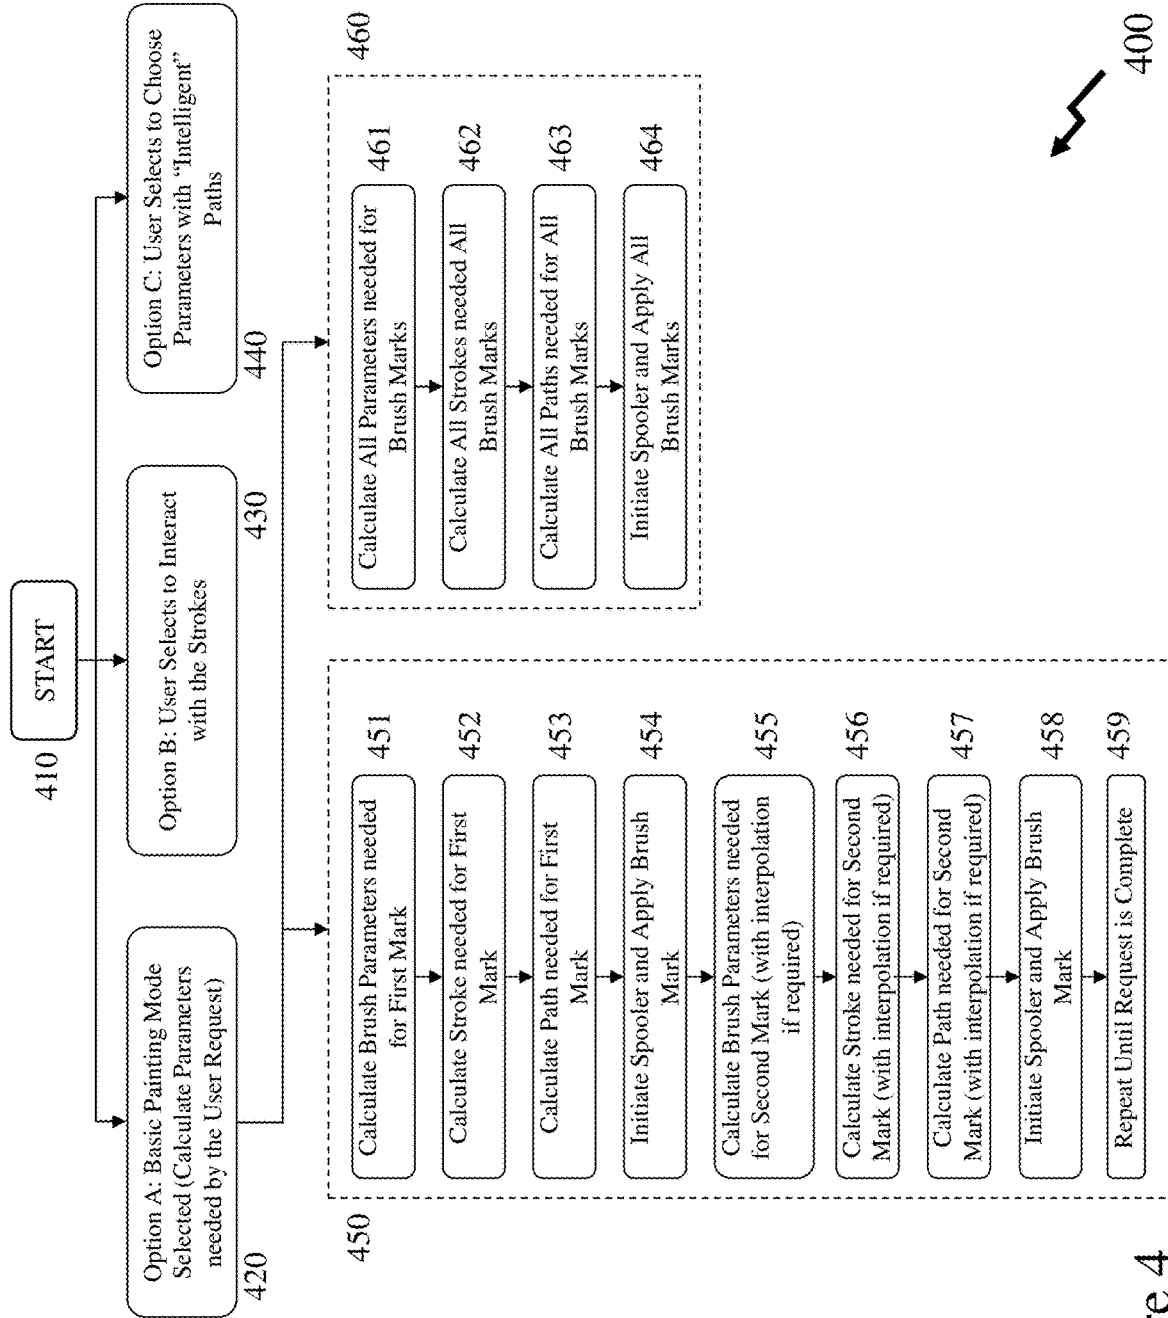 START
410
Option A: Basic Painting Mode
Selected (Calculate Parameters
needed by the User Request)
420
Option B: User Selects to Interact
with the Strokes
430
Option C: User Selects to Choose
Parameters with “Intelligent”
Paths
440
450
Calculate Brush Parameters needed
for First Mark
451
Calculate Stroke needed for First
Mark
452
Calculate Path needed for First
Mark
453
Initiate Spooler and Apply Brush
Mark
454
Calculate Brush Parameters needed
for Second Mark (with interpolation
if required)
455
Calculate Stroke needed for Second
Mark (with interpolation if required)
456
Calculate Path needed for Second
Mark (with interpolation if required)
457
Initiate Spooler and Apply Brush
Mark
458
Repeat Until Request is Complete
459
460
Calculate All Parameters needed for
Brush Marks
461
Calculate All Strokes needed All
Brush Marks
462
Calculate All Paths needed for All
Brush Marks
463
Initiate Spooler and Apply All
Brush Marks
464
400
re 4